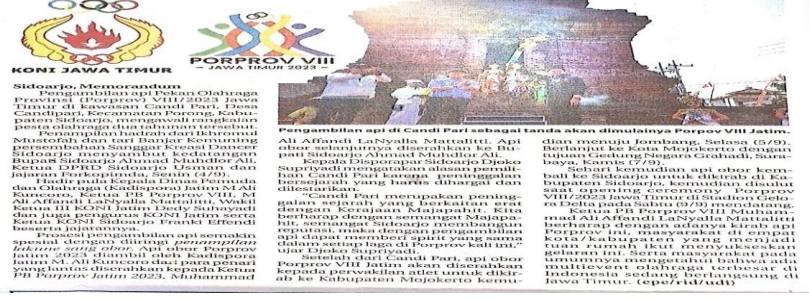 KONI JAWA TIMUR
PORPROV VIII
— JAWA TIMUR 2023 —
Pengambilan api di Candi Pari sebagai tanda akan dimulainya Porpov VIII Jatim.
Sidoarjo, Memorandum
Pengambilan api Pekan Olahraga
Provinsi (Porprov) VIII/2023 Jawa
Timur di kawasan Candi Pari, Desa
Candipari, Kecamatan Porong, Kabu-
paten Sidoarjo, mengawali rangkaian
pesta olahraga dua tahunan tersebut.
Penampilan hadrah dari Ikhromul
Mustofah dan tari Banjar Kemuning
persembahan Sanggar Kreasi Dancer
Sidoarjo menyambut kedatangan
Bupati Sidoarjo Ahmad Muhdlor Ali,
Ketua DPRD Sidoarjo Usman, dan
jajaran Forkopimda, Senin (4/9).
Hadir pula Kepala Dinas Pemuda
dan Olahraga (Kadispora) Jatim M Ali
Kuncoro, Ketua PB Porprov VIII, M
Ali Affandi LaNyalla Mattaliti, Wakil
Ketua III KONI Jatim Dedy Suhajadi
dan juga pengurus KONI Jatim serta
Ketua KONI Sidoarjo Franki Effendi
beserta jajarannya.
Prosesi pengambilan api semakin
spesial dengan diiringi penampilan
lukure sung obor. Api obor Porprov
Jatim 2023 diambil oleh Kadispora
Jatim M. Ali Kuncoro dari para penari
yang lantas diserahkan kepada Ketua
PB Porprov Jatim 2023, Muhammad
Ali Affandi LaNyalla Mattaliti. Api
obor selanjutnya diserahkan ke Bu-
pati Sidoarjo Ahmad Muhdlor Ali.
Kepala Disporapar Sidoarjo Djoko
Supriyadi mengatakan alasan pemili-
han Candi karena peninggalan
bersejarah yang harus dihargai dan
dilestarikan.
"Candi Pari merupakan pening-
galan sejarah yang berkaitan erat
dengan Kerajaan Majapahit. Kita
berharap dengan semangat Majapa-
hit, semangat Sidoarjo membangun
reputasi, maka dengan pengambilan
api dapat memberi spirit yang sama
dalam setiap laga di Porprov kali ini,"
ujar Djoko Supriyadi.
Setelah dari Candi Pari, api obor
Porprov VIII Jatim akan diserahkan
kepada perwakilan atlet untuk dikir-
ab ke Kabupaten Mojokerto kemu-
dian menuju Jombang, Selasa (5/9).
Berlanjut ke Kota Mojokerto dengan
tujuan Gedung Negara Grahadi, Sura-
baya, Kamis (7/9).
Sehari kemudian api obor kem-
bali ke Sidoarjo untuk dikirab di Ka-
bupaten Sidoarjo, kemudian disulut
saat opening ceremony Porprov
VIII/2023 Jawa Timur di Stadion Gelo-
ra Delta pada Sabtu (9/9) mendatang.
Ketua PB Porprov VIII Muham-
mad Ali Affandi LaNyalla Mattaliti
berharap dengan adanya kirab api
Porprov ini, masyarakat di empat
kota/kabupaten yang menjadi
tuan rumah ikut menyukseskan
gelaran ini. Serta masyarakat pada
umumnya mengetahui bahwa ada
multievent olahraga terbesar di
Indonesia sedang berlangsung di
Jawa Timur. (epe/rid/udi)